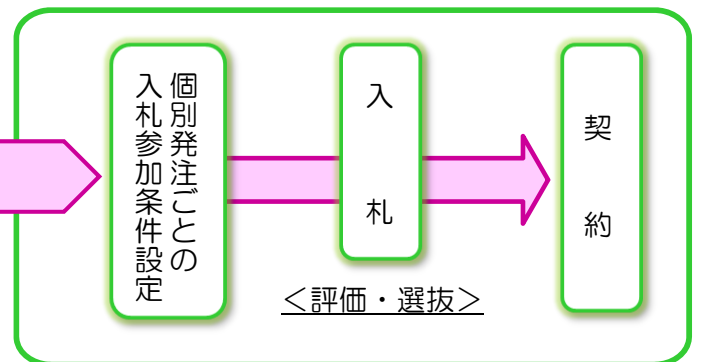 個別発注ごとの
入札参加条件設定
入札
＜評価・選抜＞
契約